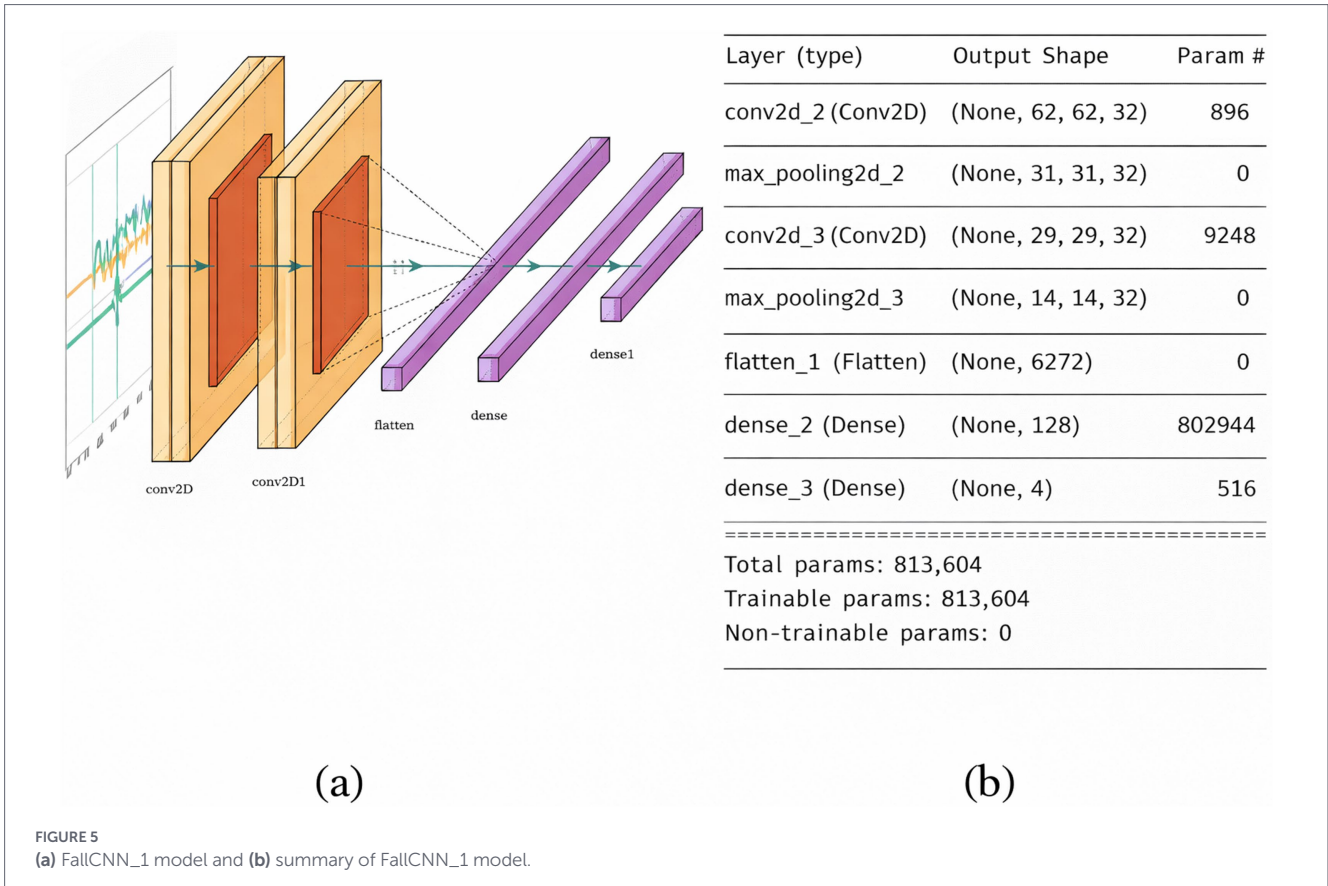 conv2D
conv2D1
flatten
dense
dense1
(a)
Layer (type) Output Shape Param #
conv2d_2 (Conv2D) (None, 62, 62, 32) 896
max_pooling2d_2 (None, 31, 31, 32) 0
conv2d_3 (Conv2D) (None, 29, 29, 32) 9248
max_pooling2d_3 (None, 14, 14, 32) 0
flatten_1 (Flatten) (None, 6272) 0
dense_2 (Dense) (None, 128) 802944
dense_3 (Dense) (None, 4) 516
Total params: 813,604
Trainable params: 813,604
Non-trainable params: 0
(b)
FIGURE 5
(a) FallCNN_1 model and (b) summary of FallCNN_1 model.